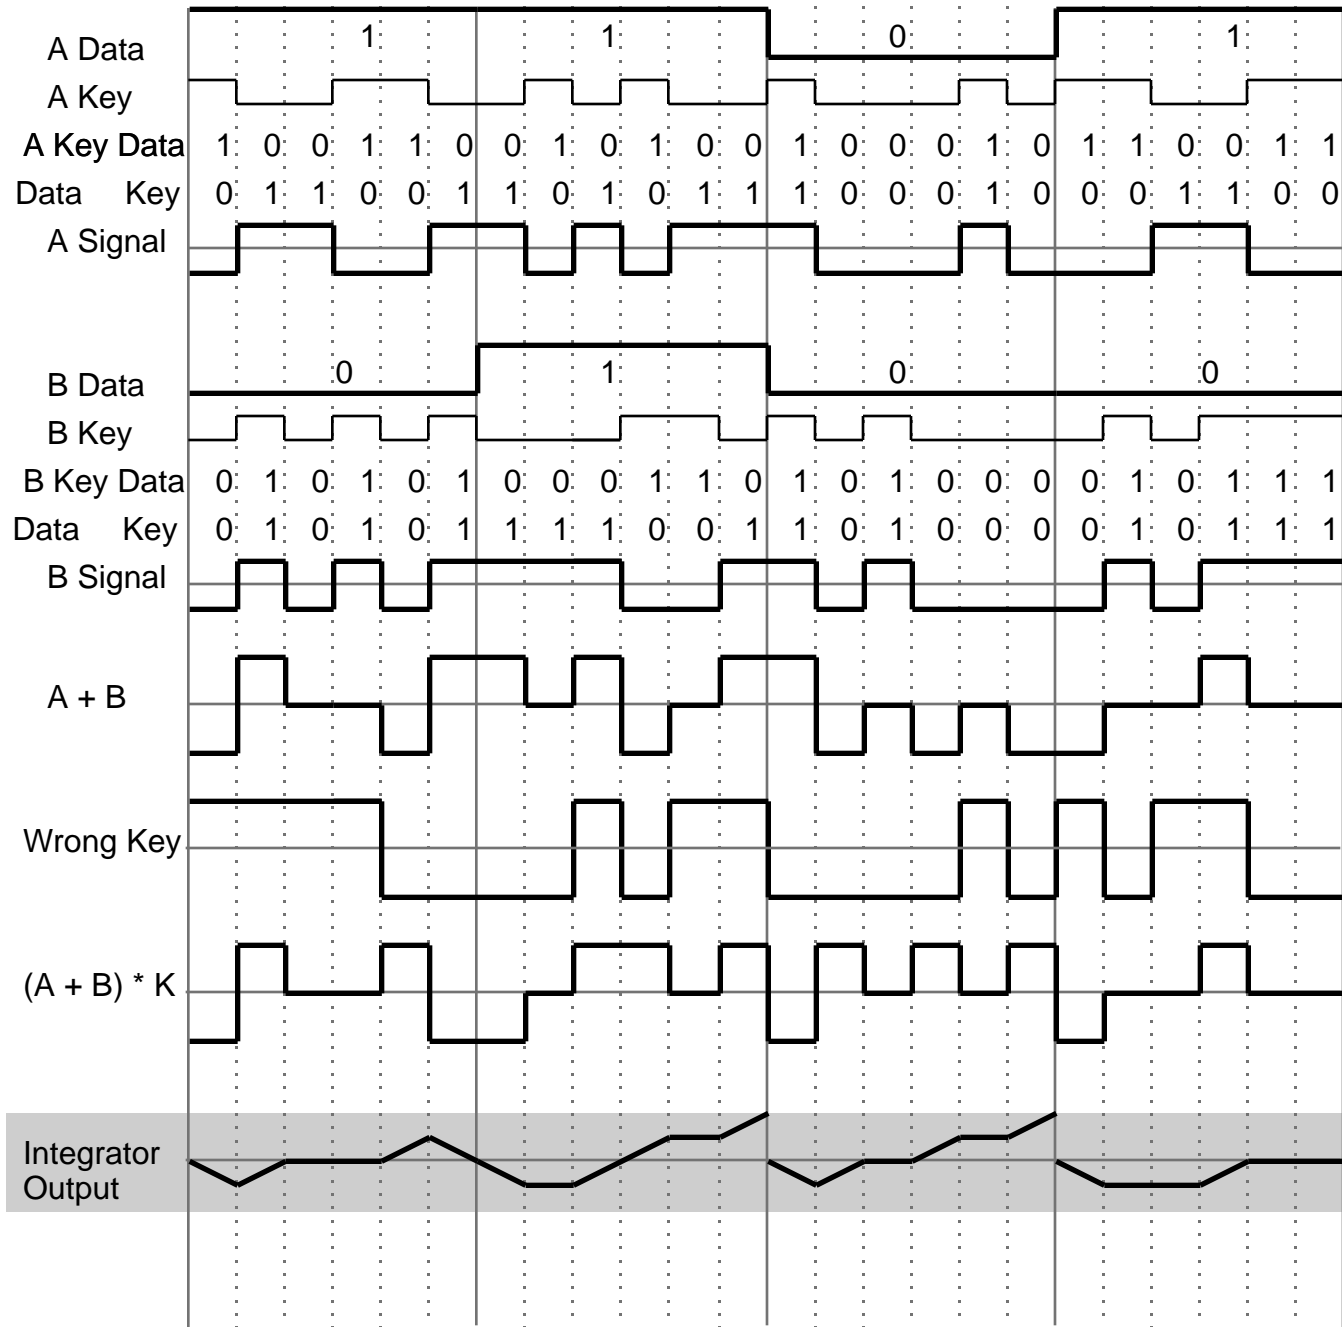 A Data 1 1 0 1
A Key
A Key Data 1 0 0 1 1 0 0 1 0 1 0 0 1 0 0 0 1 0 1 1 0 0 1 1
Data Key 0 1 1 0 0 1 1 0 1 0 1 1 1 0 0 0 1 0 0 0 1 1 0 0
A Signal
B Data 0 1 0 0
B Key
B Key Data 0 1 0 1 0 1 0 0 0 1 1 0 1 0 1 0 0 0 0 1 0 1 1 1
Data Key 0 1 0 1 0 1 1 1 1 0 0 1 1 0 1 0 0 0 0 1 0 1 1 1
B Signal
A + B
Wrong Key
(A + B) * K
Integrator
Output